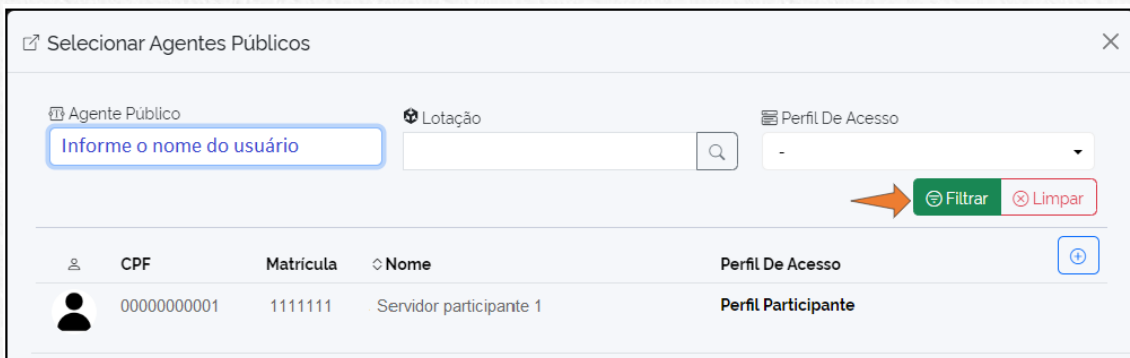 Selecionar Agentes Públicos
Agente Público Lotação Perfil De Acesso
Informe o nome do usuário -
Filtrar Limpar
CPF Matrícula Nome Perfil De Acesso
00000000001 1111111 Servidor participante 1 Perfil Participante